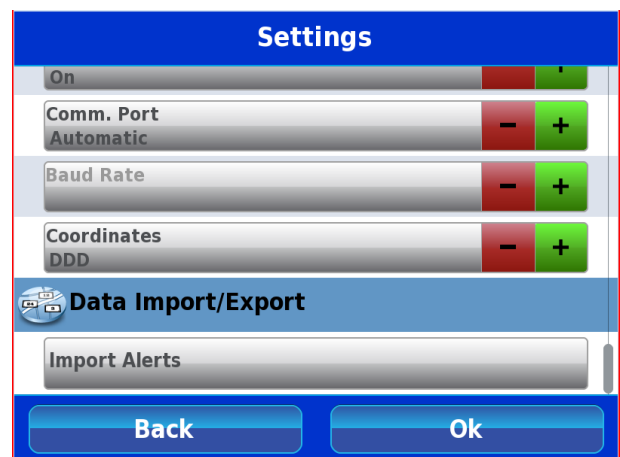 Settings
On
Comm. Port
Automatic
Baud Rate
Coordinates
DDD
Data Import/Export
Import Alerts
Back
Ok